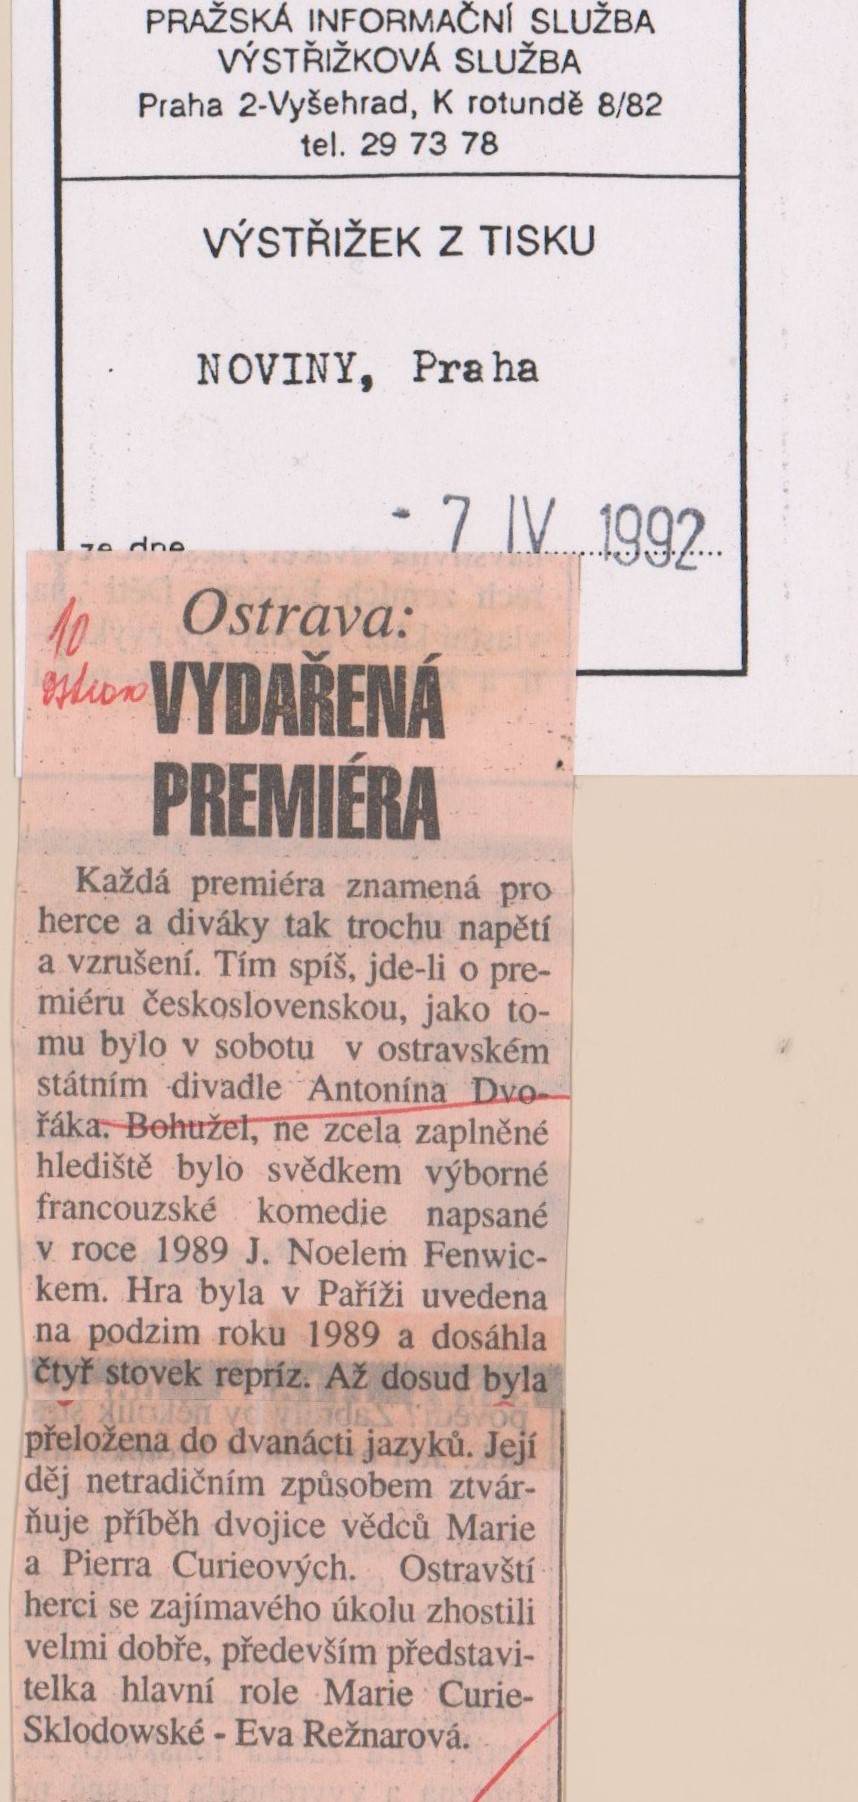 PRAŽSKÁ INFORMAČNÍ SLUŽBA
VÝSTŘIŽKOVÁ SLUŽBA
Praha 2-Vyšehrad, K rotundě 8/82
tel. 29 73 78
VÝSTŘIŽEK Z TISKU
NOVINY, Praha
ze dne - 7 IV 1992
10
Ostrava:
VYDAŘENÁ
PREMIÉRA
Každá premiéra znamená pro
herce a diváky tak trochu napětí
a vzrušení. Tím spíš, jde-li o pre-
miéru československou, jako to-
mu bylo v sobotu v ostravském
státním divadle Antonína Dvo-
řáka. Bohužel, ne zcela zaplněné
hlediště bylo svědkem výborné
francouzské komedie napsané
v roce 1989 J. Noelem Fenwic-
kem. Hra byla v Paříži uvedena
na podzim roku 1989 a dosáhla
čtyř stovek repríz. Až dosud byla
přeložena do dvanácti jazyků. Její
děj netradičním způsobem ztvár-
ňuje příběh dvojice vědců Marie
a Pierra Curieových. Ostravští
herci se zajímavého úkolu zhostili
velmi dobře, především představi-
telka hlavní role Marie Curie-
Sklodowské - Eva Režnarová.